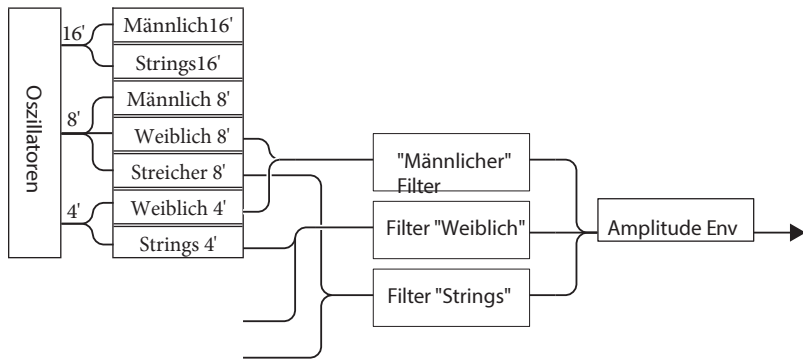 Oszillatoren
16'
8'
4'
Männlich16'
Strings16'
Männlich 8'
Weiblich 8'
Streicher 8'
Weiblich 4'
Strings 4'
"Männlicher"
Filter
Filter "Weiblich"
Filter "Strings"
Amplitude Env